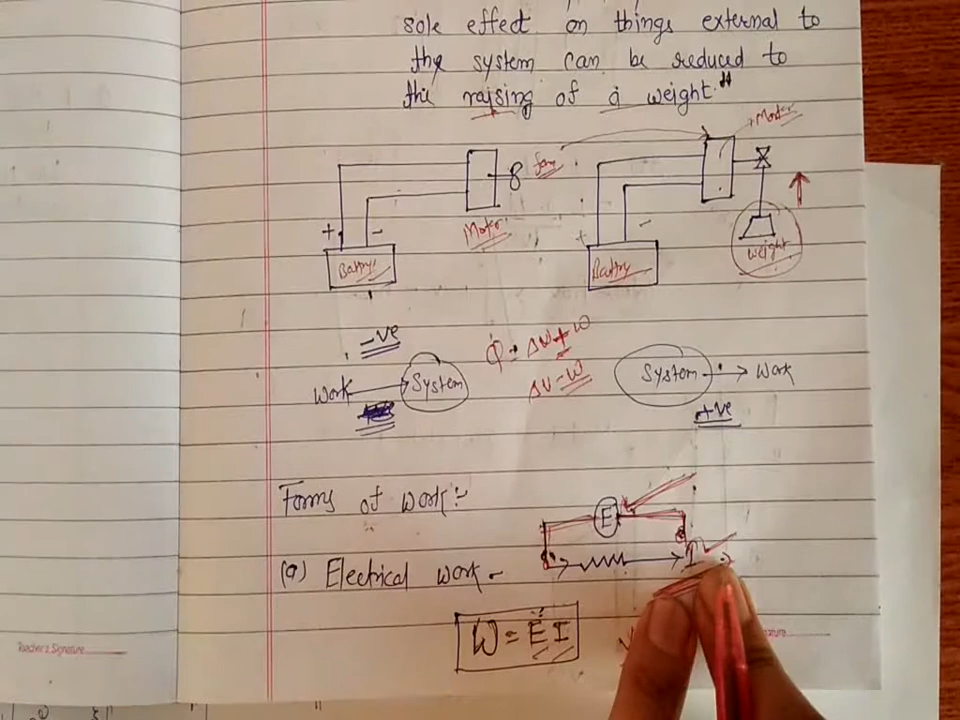 sole effect on things external to
the system can be reduced to
the raising of a weight."
Motor
fan
+ -
Motor
+ -
Battery
Battery
weight
-ve
Q = ΔU + W
ΔU - W
Work System
System Work
+ve
Forms of Work :-
E
(a) Electrical Work - I
W = E I
Teacher's Signature